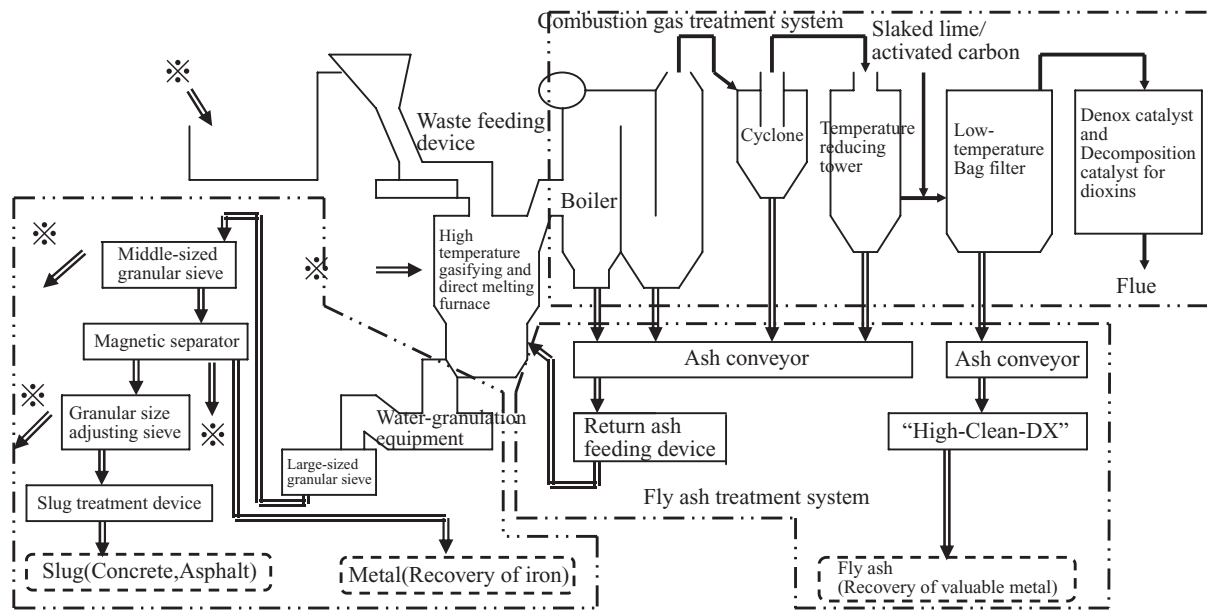 Combustion gas treatment system
Slaked lime/
activated carbon
※
Waste feeding
device
Cyclone
Temperature
reducing
tower
Low-
temperature
Bag filter
Denox catalyst
and
Decomposition
catalyst for
dioxins
Boiler
※
Middle-sized
granular sieve
※
High
temperature
gasifying and
direct melting
furnace
Flue
Magnetic separator
Ash conveyor
Ash conveyor
※
Granular size
adjusting sieve
※
Water-granulation
equipment
Return ash
feeding device
“High-Clean-DX”
Large-sized
granular sieve
Slug treatment device
Fly ash treatment system
Slug(Concrete,Asphalt)
Metal(Recovery of iron)
Fly ash
(Recovery of valuable metal)